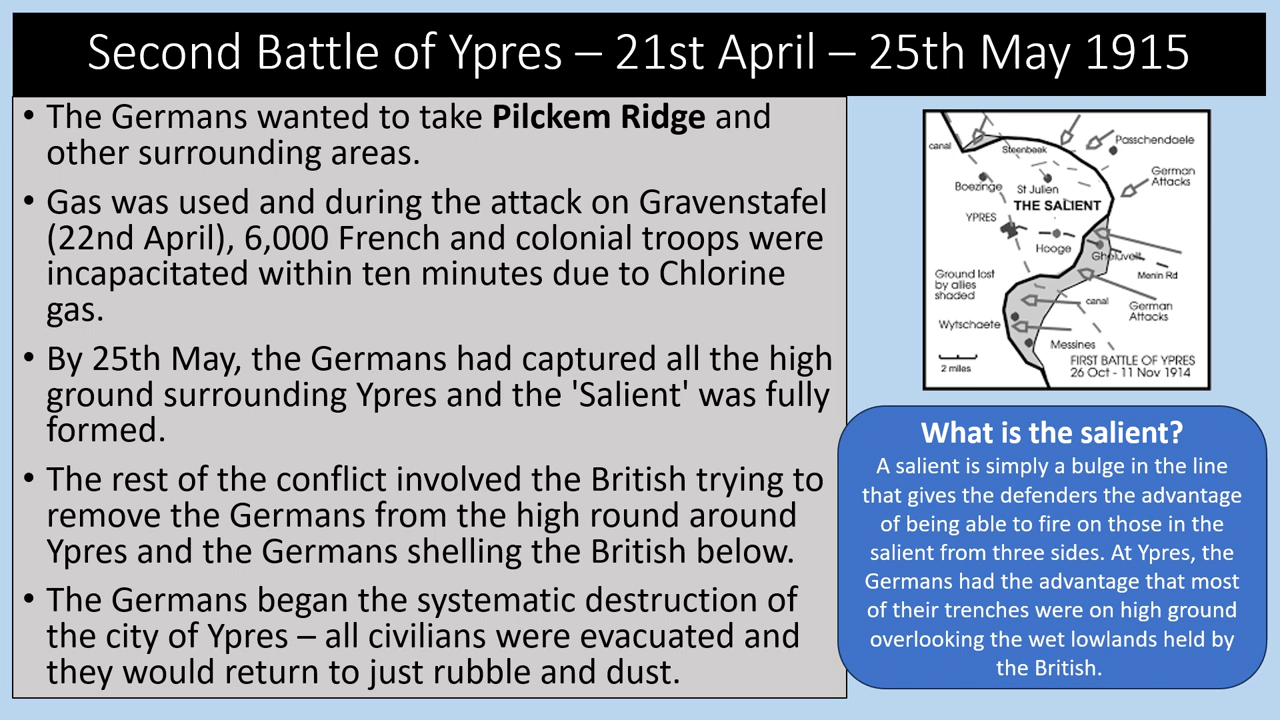 Second Battle of Ypres – 21st April – 25th May 1915
• The Germans wanted to take Pilckem Ridge and
other surrounding areas.
• Gas was used and during the attack on Gravenstafel
(22nd April), 6,000 French and colonial troops were
incapacitated within ten minutes due to Chlorine
gas.
• By 25th May, the Germans had captured all the high
ground surrounding Ypres and the 'Salient' was fully
formed.
• The rest of the conflict involved the British trying to
remove the Germans from the high round around
Ypres and the Germans shelling the British below.
• The Germans began the systematic destruction of
the city of Ypres – all civilians were evacuated and
they would return to just rubble and dust.
canal
Steenbeek
Passchendaele
German
Attacks
Boezinge
St Julien
THE SALIENT
YPRES
Hooge
Gheluvelt
Menin Rd
Ground lost
by allies
shaded
canal
German
Attacks
Wytschaete
Messines
2 miles
FIRST BATTLE OF YPRES
26 Oct - 11 Nov 1914
What is the salient?
A salient is simply a bulge in the line
that gives the defenders the advantage
of being able to fire on those in the
salient from three sides. At Ypres, the
Germans had the advantage that most
of their trenches were on high ground
overlooking the wet lowlands held by
the British.